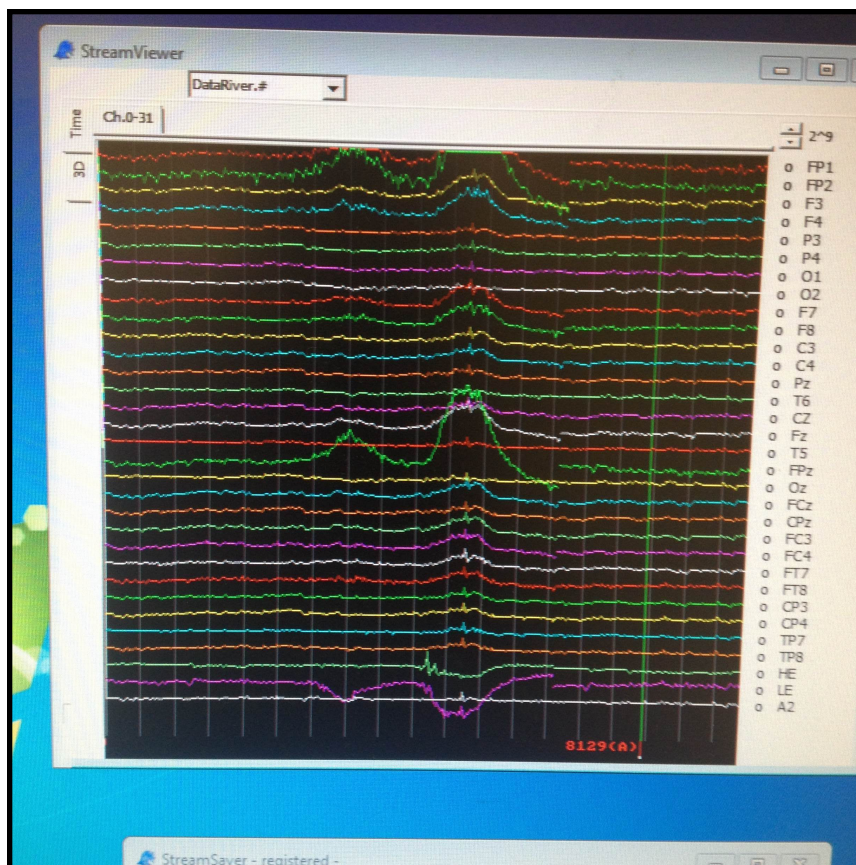 StreamViewer
DataRiver.#
Time
Ch.0-31
2^9
3D
FP1
FP2
F3
F4
P3
P4
O1
O2
F7
F8
C3
C4
Pz
T6
CZ
Fz
T5
FPz
Oz
FCz
CPz
FC3
FC4
FT7
FT8
CP3
CP4
TP7
TP8
HE
LE
A2
8129(A)
StreamSaver - registered -